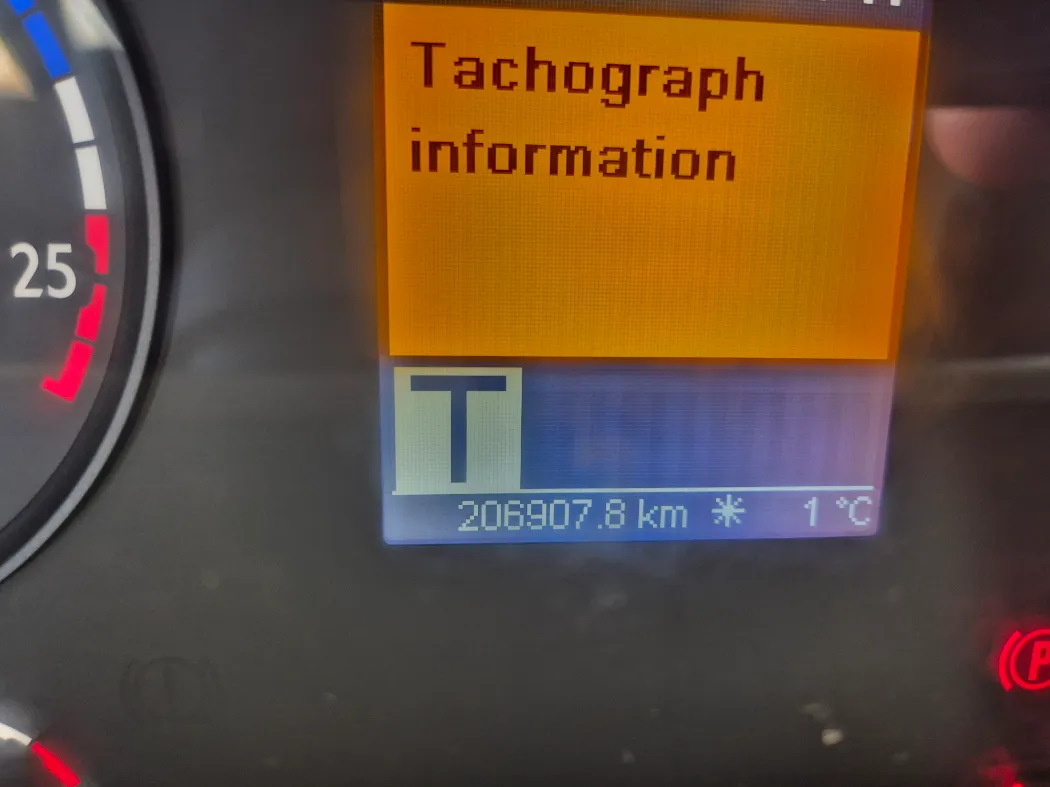 Tachograph
information
25
T
206907.8 km 1 °C
P